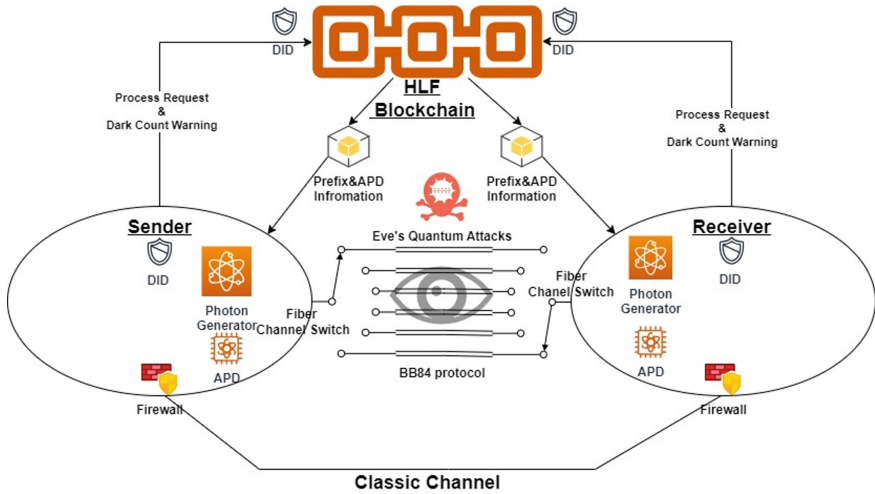 DID
DID
HLF
Blockchain
Process Request
&
Dark Count Warning
Process Request
&
Dark Count Warning
Prefix&APD
Infromation
Prefix&APD
Information
Sender
DID
Photon
Generator
APD
Firewall
Fiber
Channel Switch
Eve's Quantum Attacks
BB84 protocol
Fiber
Chanel Switch
Receiver
DID
Photon
Generator
APD
Firewall
Classic Channel